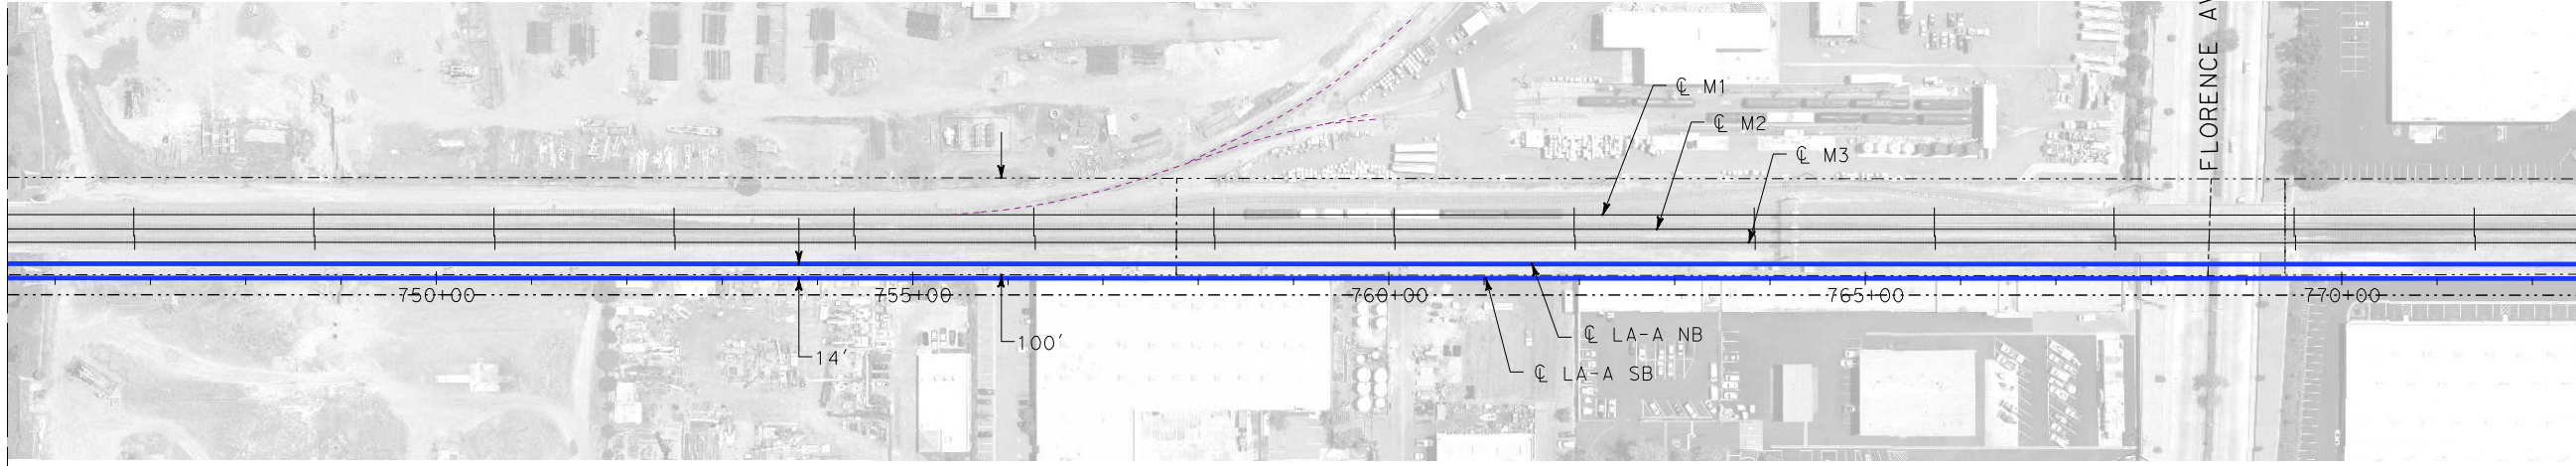 FLORENCE AV
℄ M1
℄ M2
℄ M3
750+00
755+00
760+00
765+00
770+00
14'
100'
℄ LA-A NB
℄ LA-A SB